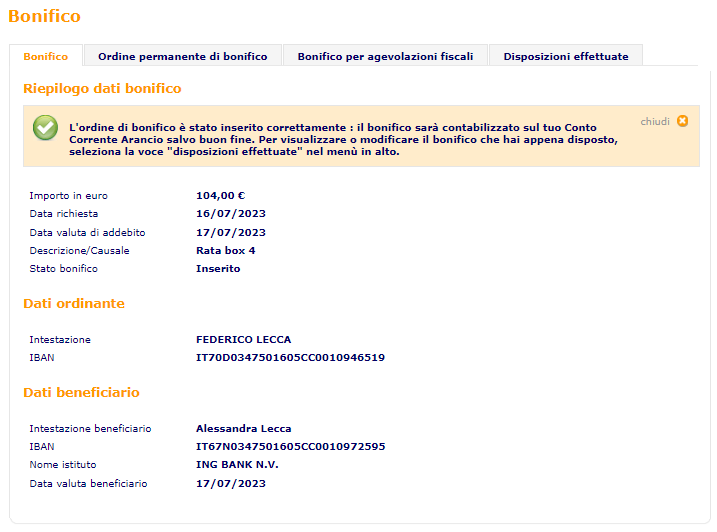 Bonifico
Bonifico
Ordine permanente di bonifico
Bonifico per agevolazioni fiscali
Disposizioni effettuate
Riepilogo dati bonifico
chiudi
L'ordine di bonifico è stato inserito correttamente : il bonifico sarà contabilizzato sul tuo Conto
Corrente Arancio salvo buon fine. Per visualizzare o modificare il bonifico che hai appena disposto,
seleziona la voce "disposizioni effettuate" nel menù in alto.
Importo in euro 104,00 €
Data richiesta 16/07/2023
Data valuta di addebito 17/07/2023
Descrizione/Causale Rata box 4
Stato bonifico Inserito
Dati ordinante
Intestazione FEDERICO LECCA
IBAN IT70D0347501605CC0010946519
Dati beneficiario
Intestazione beneficiario Alessandra Lecca
IBAN IT67N0347501605CC0010972595
Nome istituto ING BANK N.V.
Data valuta beneficiario 17/07/2023